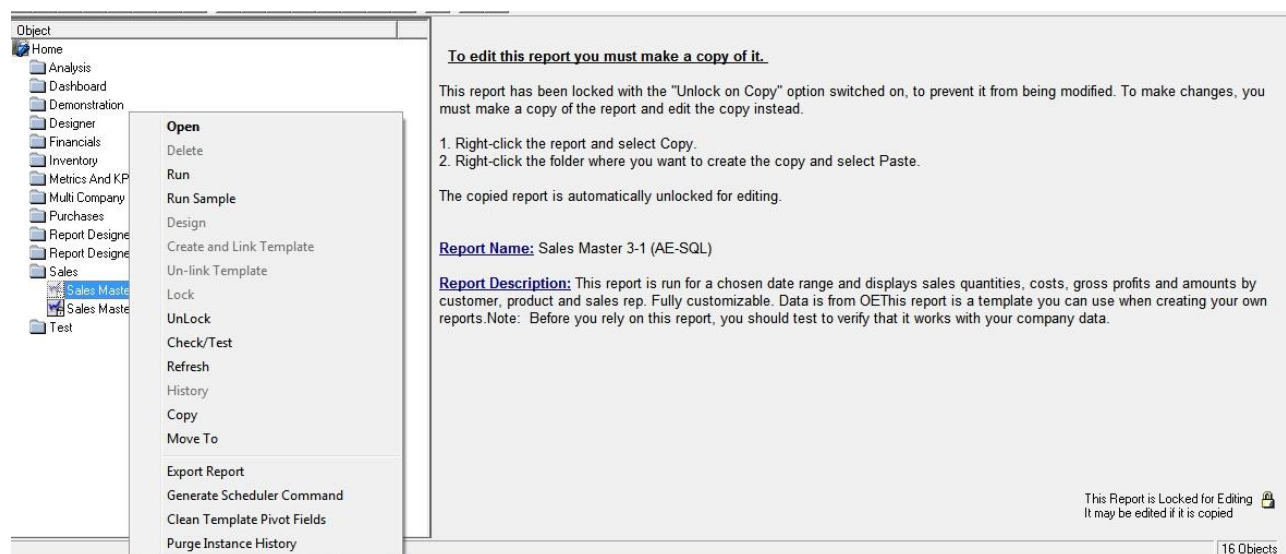 Object
Home
Analysis
Dashboard
Demonstration
Designer
Financials
Inventory
Metrics And KP
Multi Company
Purchases
Report Designe
Report Designe
Sales
Sales Maste
Sales Maste
Test
Open
Delete
Run
Run Sample
Design
Create and Link Template
Un-link Template
Lock
UnLock
Check/Test
Refresh
History
Copy
Move To
Export Report
Generate Scheduler Command
Clean Template Pivot Fields
Purge Instance History
To edit this report you must make a copy of it.
This report has been locked with the "Unlock on Copy" option switched on, to prevent it from being modified. To make changes, you
must make a copy of the report and edit the copy instead.
1. Right-click the report and select Copy.
2. Right-click the folder where you want to create the copy and select Paste.
The copied report is automatically unlocked for editing.
Report Name: Sales Master 3-1 (AE-SQL)
Report Description: This report is run for a chosen date range and displays sales quantities, costs, gross profits and amounts by
customer, product and sales rep. Fully customizable. Data is from OEThis report is a template you can use when creating your own
reports.Note: Before you rely on this report, you should test to verify that it works with your company data.
This Report is Locked for Editing
It may be edited if it is copied
16 Objects